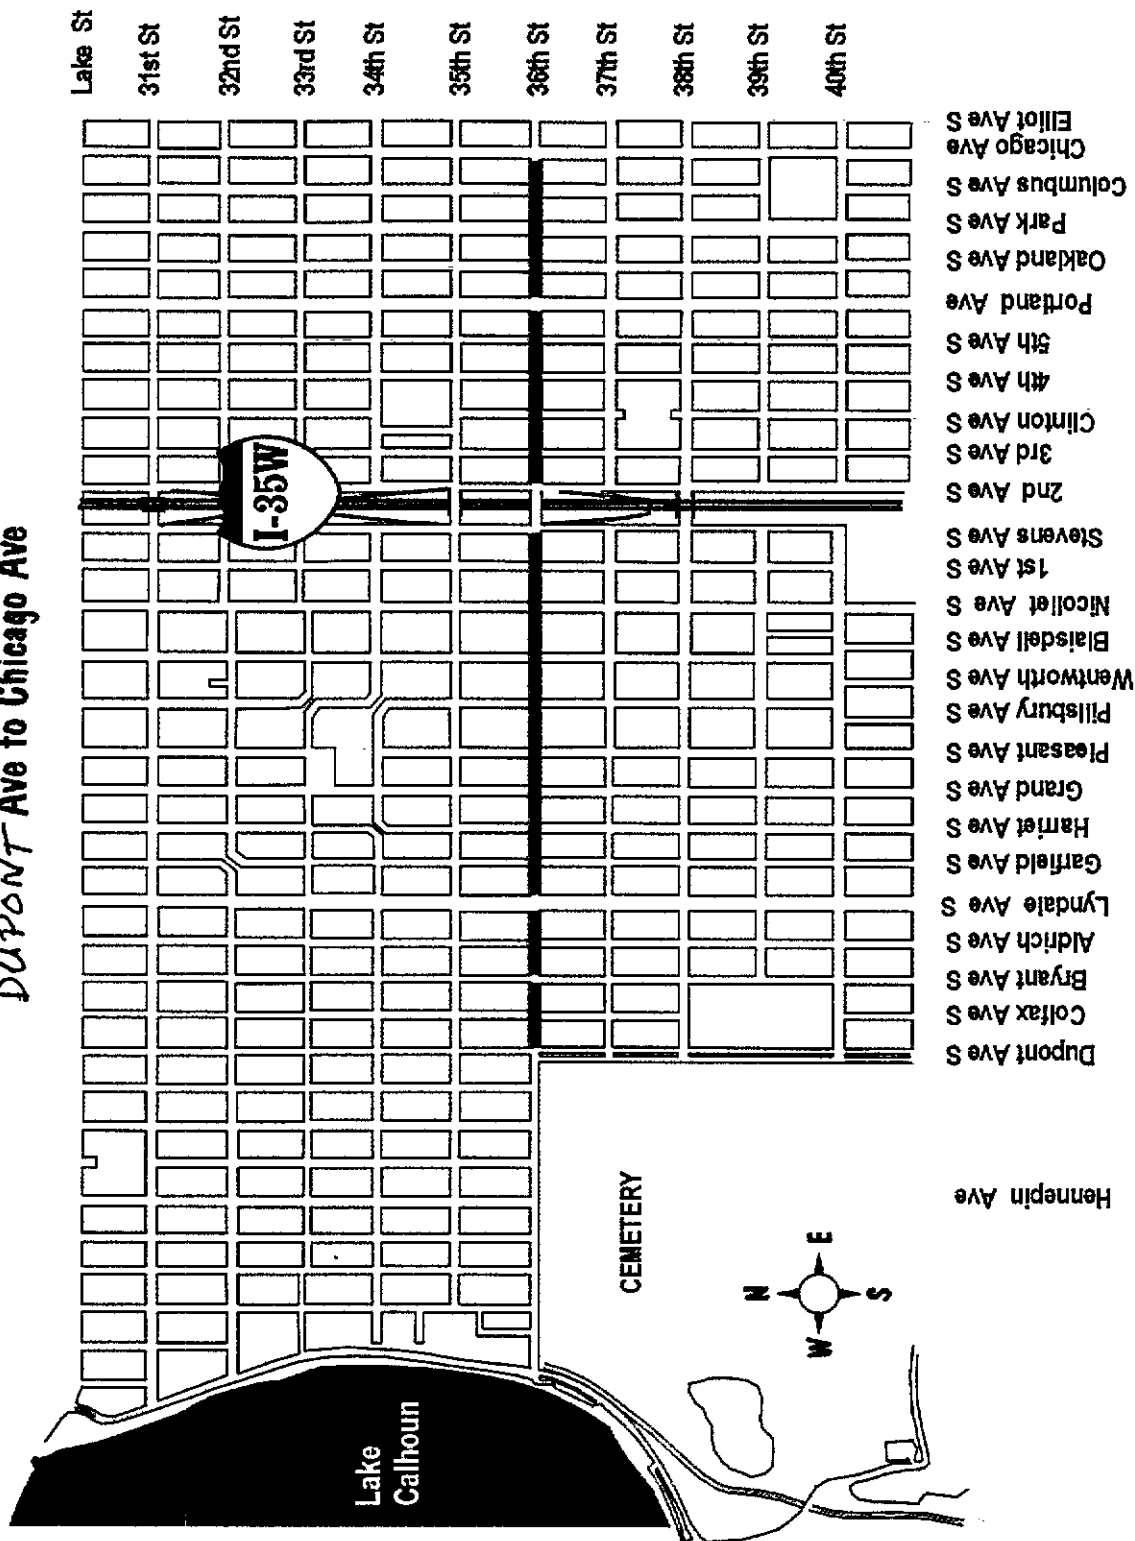 DUPONT Ave to Chicago Ave
Lake St
31st St
32nd St
33rd St
34th St
35th St
36th St
37th St
38th St
39th St
40th St
Elliot Ave S
Chicago Ave
Columbus Ave S
Park Ave S
Oakland Ave S
Portland Ave
5th Ave S
4th Ave S
Clinton Ave S
3rd Ave S
2nd Ave S
Stevens Ave S
1st Ave S
Nicollet Ave S
Blaisdell Ave S
Wentworth Ave S
Pillsbury Ave S
Pleasant Ave S
Grand Ave S
Harriet Ave S
Garfield Ave S
Lyndale Ave S
Aldrich Ave S
Bryant Ave S
Colfax Ave S
Dupont Ave S
Hennepin Ave
I-35W
CEMETERY
N
E
S
W
Lake
Calhoun